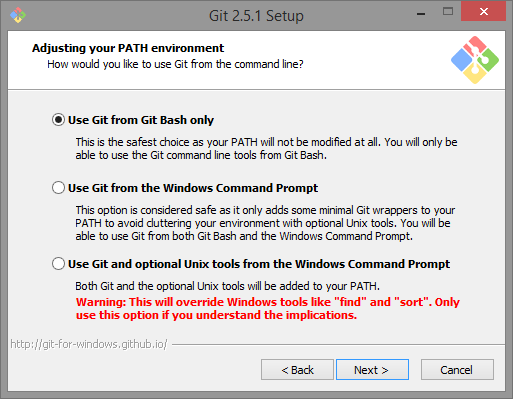 Git 2.5.1 Setup
Adjusting your PATH environment
How would you like to use Git from the command line?
Use Git from Git Bash only
This is the safest choice as your PATH will not be modified at all. You will only be
able to use the Git command line tools from Git Bash.
Use Git from the Windows Command Prompt
This option is considered safe as it only adds some minimal Git wrappers to your
PATH to avoid cluttering your environment with optional Unix tools. You will be
able to use Git from both Git Bash and the Windows Command Prompt.
Use Git and optional Unix tools from the Windows Command Prompt
Both Git and the optional Unix tools will be added to your PATH.
Warning: This will override Windows tools like "find" and "sort". Only
use this option if you understand the implications.
http://git-for-windows.github.io/
< Back Next > Cancel